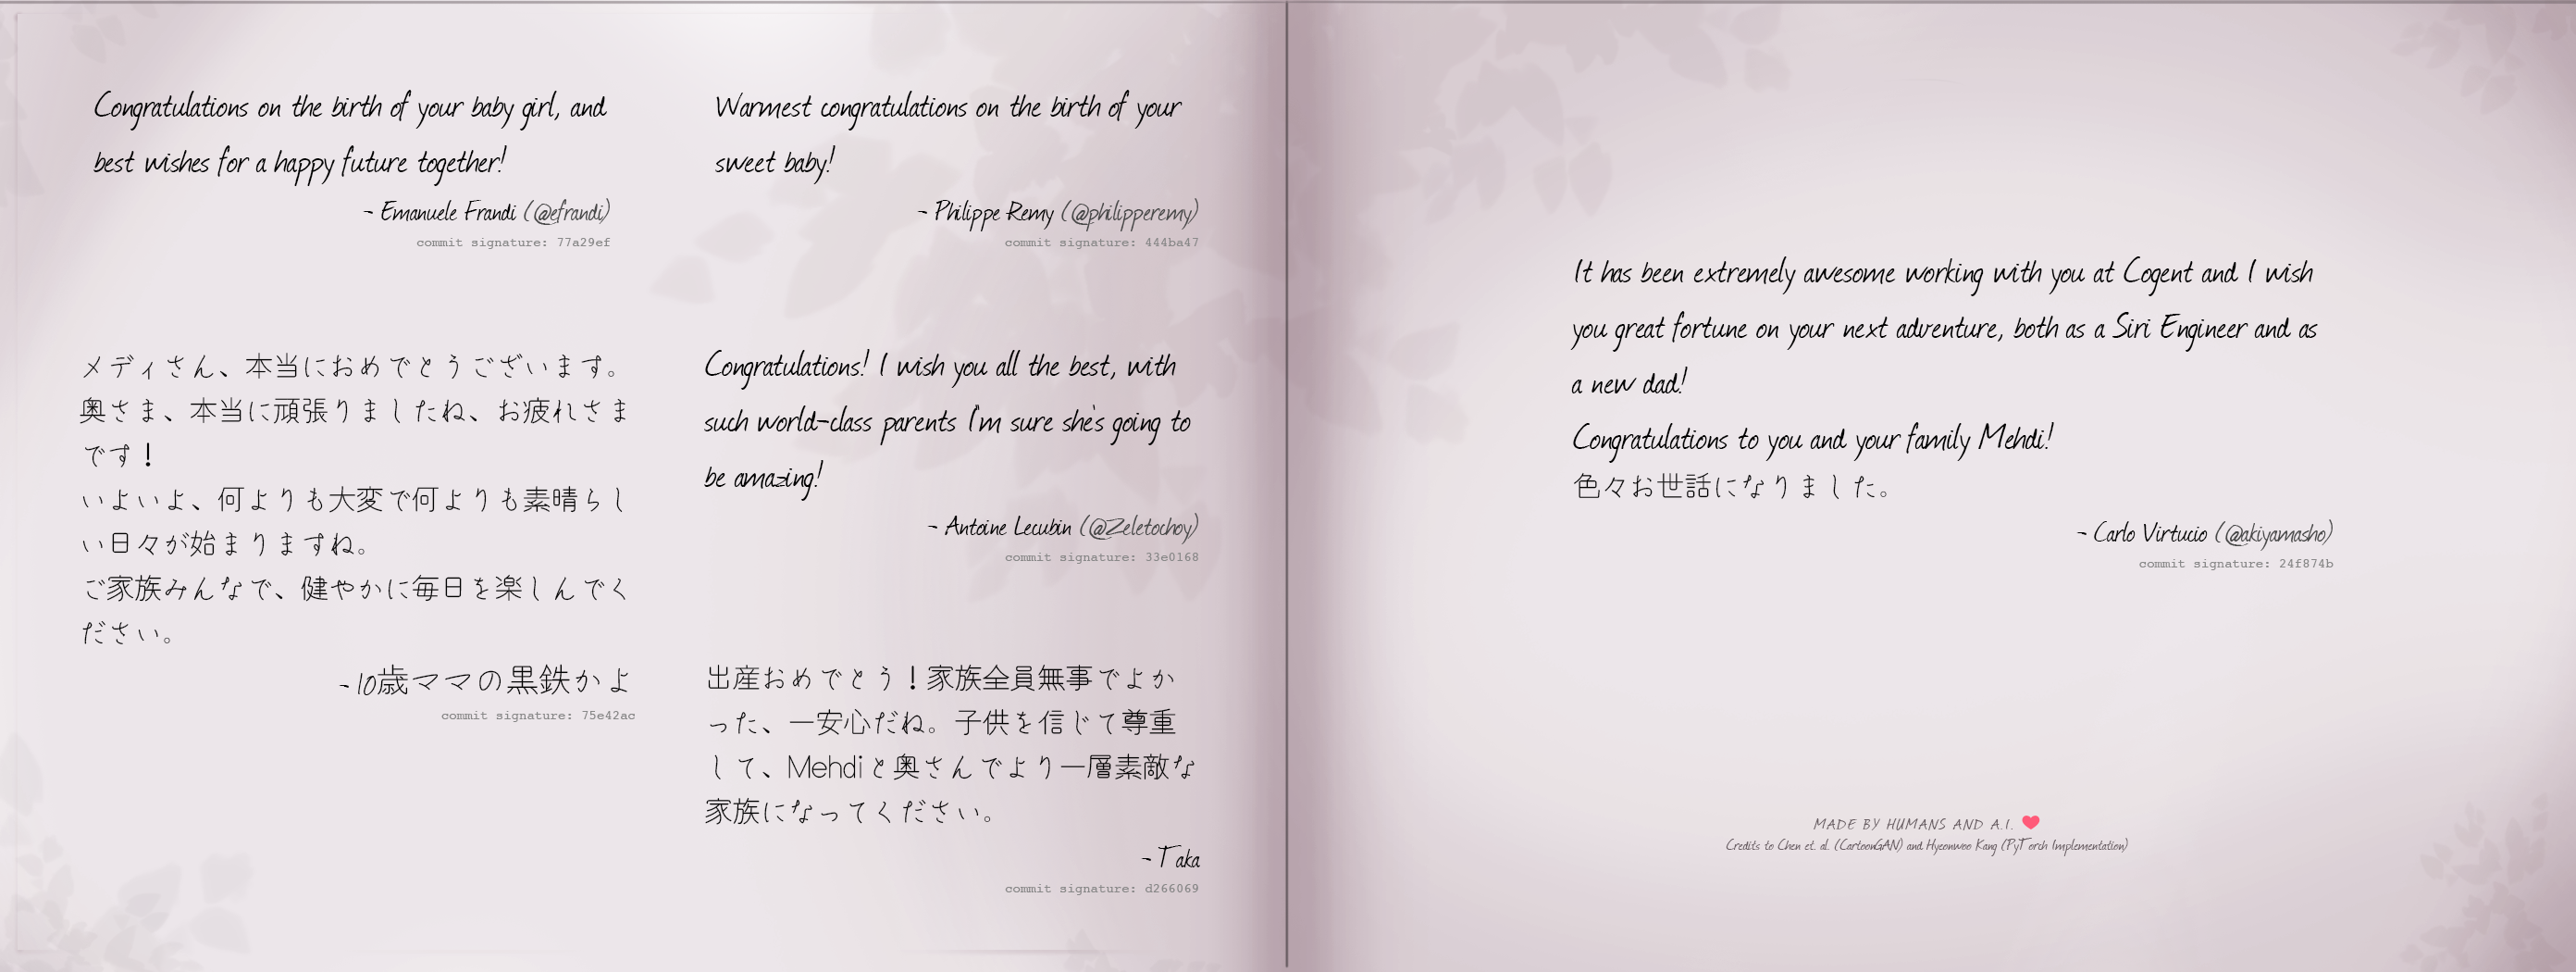 Congratulations on the birth of your baby girl, and
best wishes for a happy future together!
- Emanuele Frandi (@efrandi)
commit signature: 77a29ef
メディさん、本当におめでとうございます。
奥さま、本当に頑張りましたね、お疲れさま
です！
いよいよ、何よりも大変で何よりも素晴らし
い日々が始まりますね。
ご家族みんなで、健やかに毎日を楽しんでく
ださい。
- 10歳ママの黒鉄かよ
commit signature: 75e42ac
Warmest congratulations on the birth of your
sweet baby!
- Philippe Remy (@philipperemy)
commit signature: 444ba47
Congratulations! I wish you all the best, with
such world-class parents I'm sure she's going to
be amazing!
- Antoine Lecubin (@Zeletochoy)
commit signature: 33e0168
出産おめでとう！家族全員無事でよか
った、一安心だね。子供を信じて尊重
して、Mehdiと奥さんでより一層素敵な
家族になってください。
- Taka
commit signature: d266069
It has been extremely awesome working with you at Cogent and I wish
you great fortune on your next adventure, both as a Siri Engineer and as
a new dad!
Congratulations to you and your family Mehdi!
色々お世話になりました。
- Carlo Virtucio (@akiyamasho)
commit signature: 24f874b
MADE BY HUMANS AND A.I. ❤
Credits to Chen et. al. (CartoonGAN) and Hyeonwoo Kang (PyTorch Implementation)